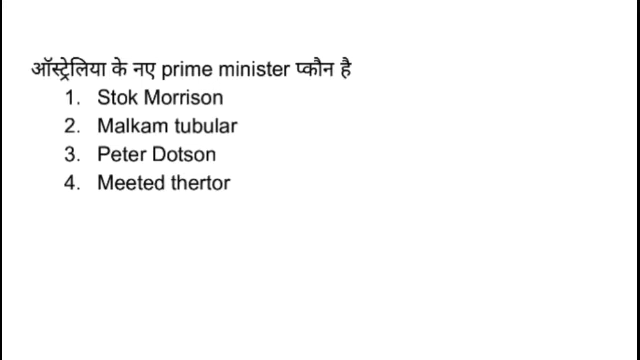 ऑस्ट्रेलिया के नए prime minister प्कौन है
1. Stok Morrison
2. Malkam tubular
3. Peter Dotson
4. Meeted thertor